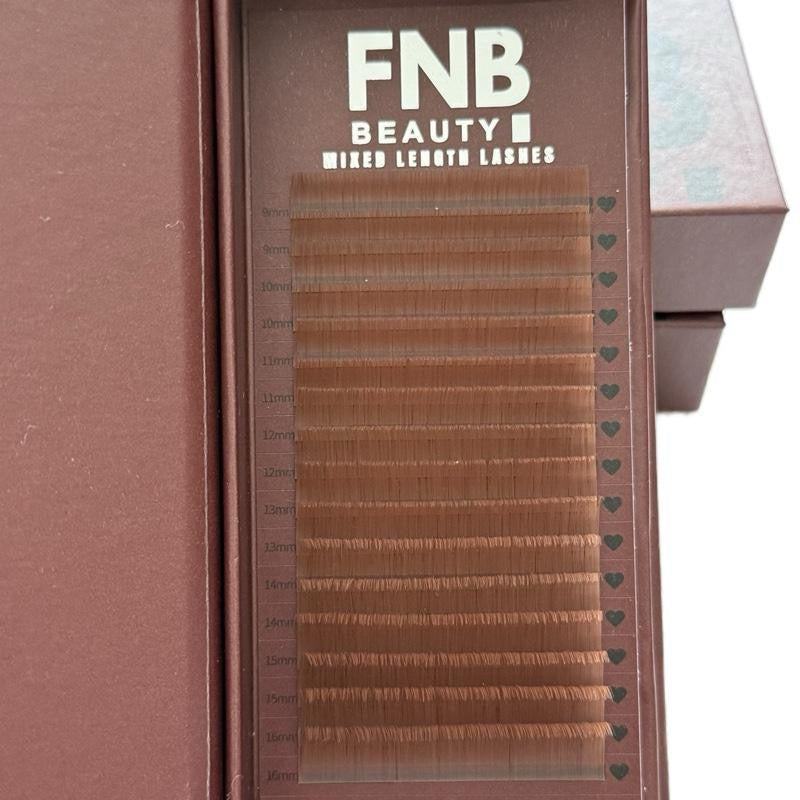 FNB
BEAUTY
MIXED LENGTH LASHES
9mm
9mm
10mm
10mm
11mm
11mm
12mm
12mm
13mm
13mm
14mm
14mm
15mm
15mm
16mm
16mm